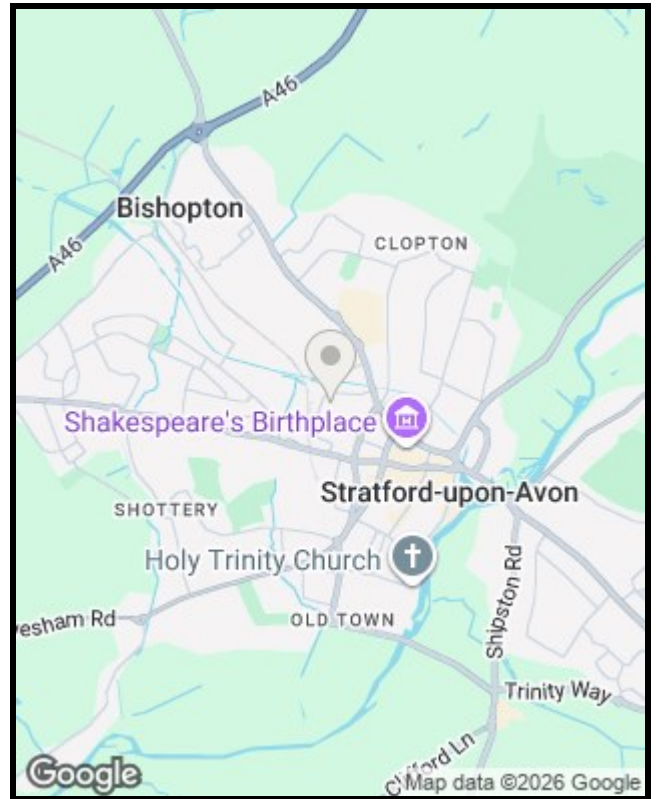 A46
Bishopton
CLOPTON
A46
Shakespeare's Birthplace
Stratford-upon-Avon
SHOTTERY
Holy Trinity Church
Shipston Rd
vesham Rd
OLD TOWN
Trinity Way
Clifford Ln
Google
Map data ©2026 Google